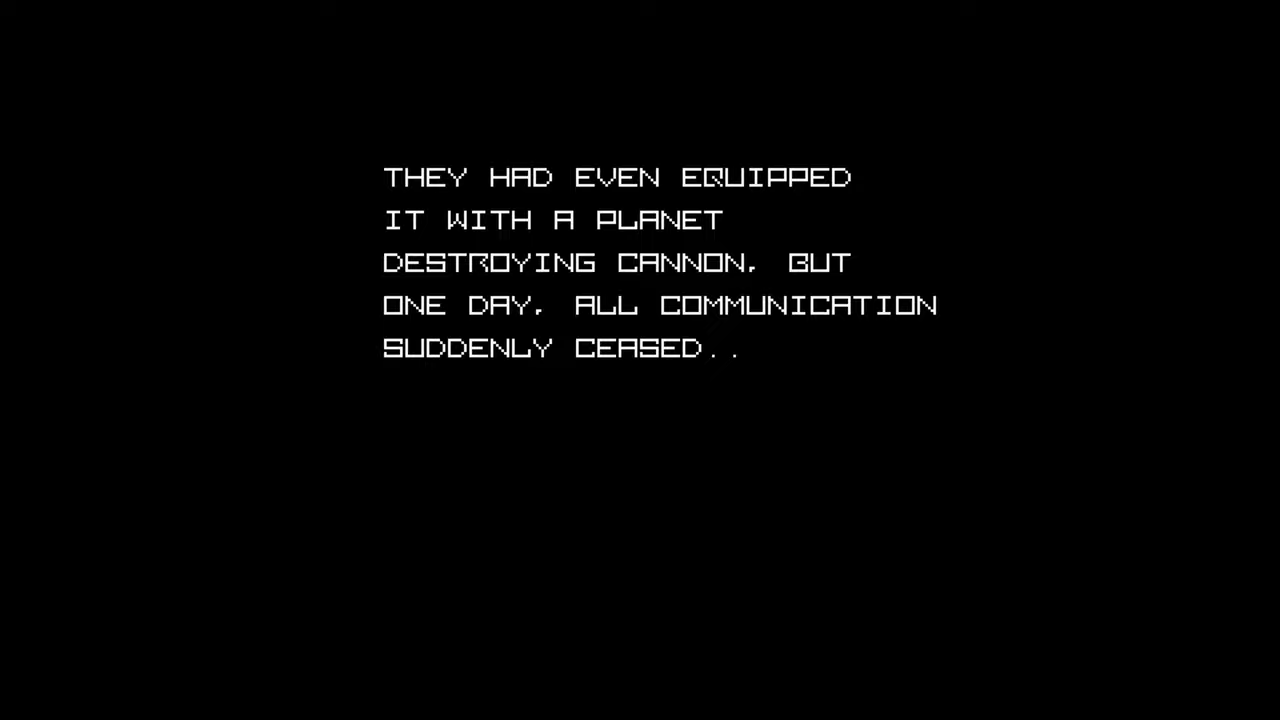 THEY HAD EVEN EQUIPPED
IT WITH A PLANET
DESTROYING CANNON. BUT
ONE DAY, ALL COMMUNICATION
SUDDENLY CEASED..